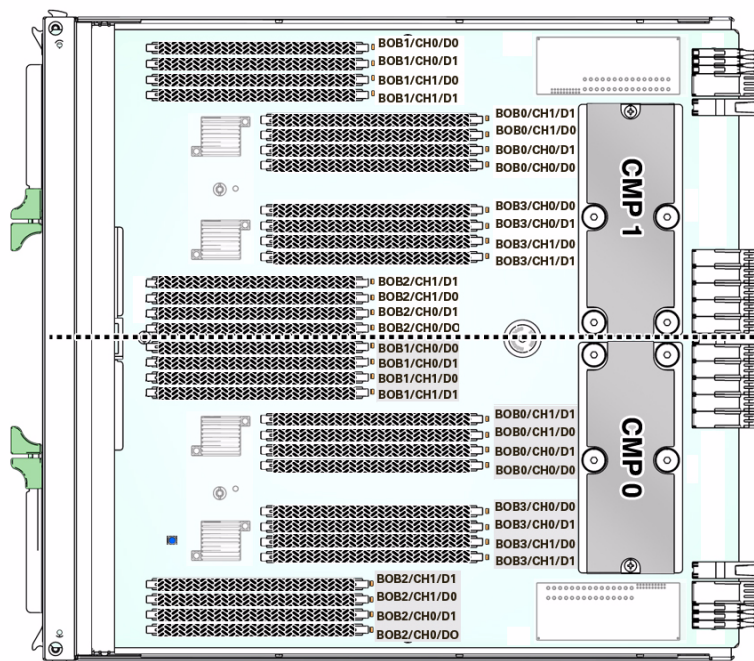 BOB1/CH0/D0
BOB1/CH0/D1
BOB1/CH1/D0
BOB1/CH1/D1
BOB0/CH1/D1
BOB0/CH1/D0
BOB0/CH0/D1
BOB0/CH0/D0
CMP 1
BOB3/CH0/D0
BOB3/CH0/D1
BOB3/CH1/D0
BOB3/CH1/D1
BOB2/CH1/D1
BOB2/CH1/D0
BOB2/CH0/D1
BOB2/CH0/DO
BOB1/CH0/D0
BOB1/CH0/D1
BOB1/CH1/D0
BOB1/CH1/D1
BOB0/CH1/D1
BOB0/CH1/D0
BOB0/CH0/D1
BOB0/CH0/D0
CMP 0
BOB3/CH0/D0
BOB3/CH0/D1
BOB3/CH1/D0
BOB3/CH1/D1
BOB2/CH1/D1
BOB2/CH1/D0
BOB2/CH0/D1
BOB2/CH0/DO